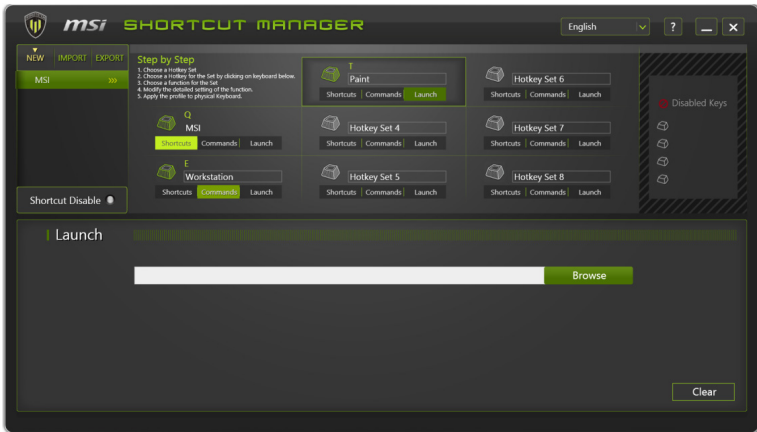 msi SHORTCUT MANAGER
English
?
NEW IMPORT EXPORT
MSI
Shortcut Disable
Step by Step
1. Choose a Hotkey Set
2. Choose a Hotkey for the Set by clicking on keyboard below.
3. Choose a function for the Set
4. Modify the detailed setting of the function.
5. Apply the profile to physical Keyboard.
Q
MSI
Shortcuts Commands Launch
E
Workstation
Shortcuts Commands Launch
T
Paint
Shortcuts Commands Launch
Hotkey Set 4
Shortcuts Commands Launch
Hotkey Set 5
Shortcuts Commands Launch
Hotkey Set 6
Shortcuts Commands Launch
Hotkey Set 7
Shortcuts Commands Launch
Hotkey Set 8
Shortcuts Commands Launch
Disabled Keys
Launch
Browse
Clear